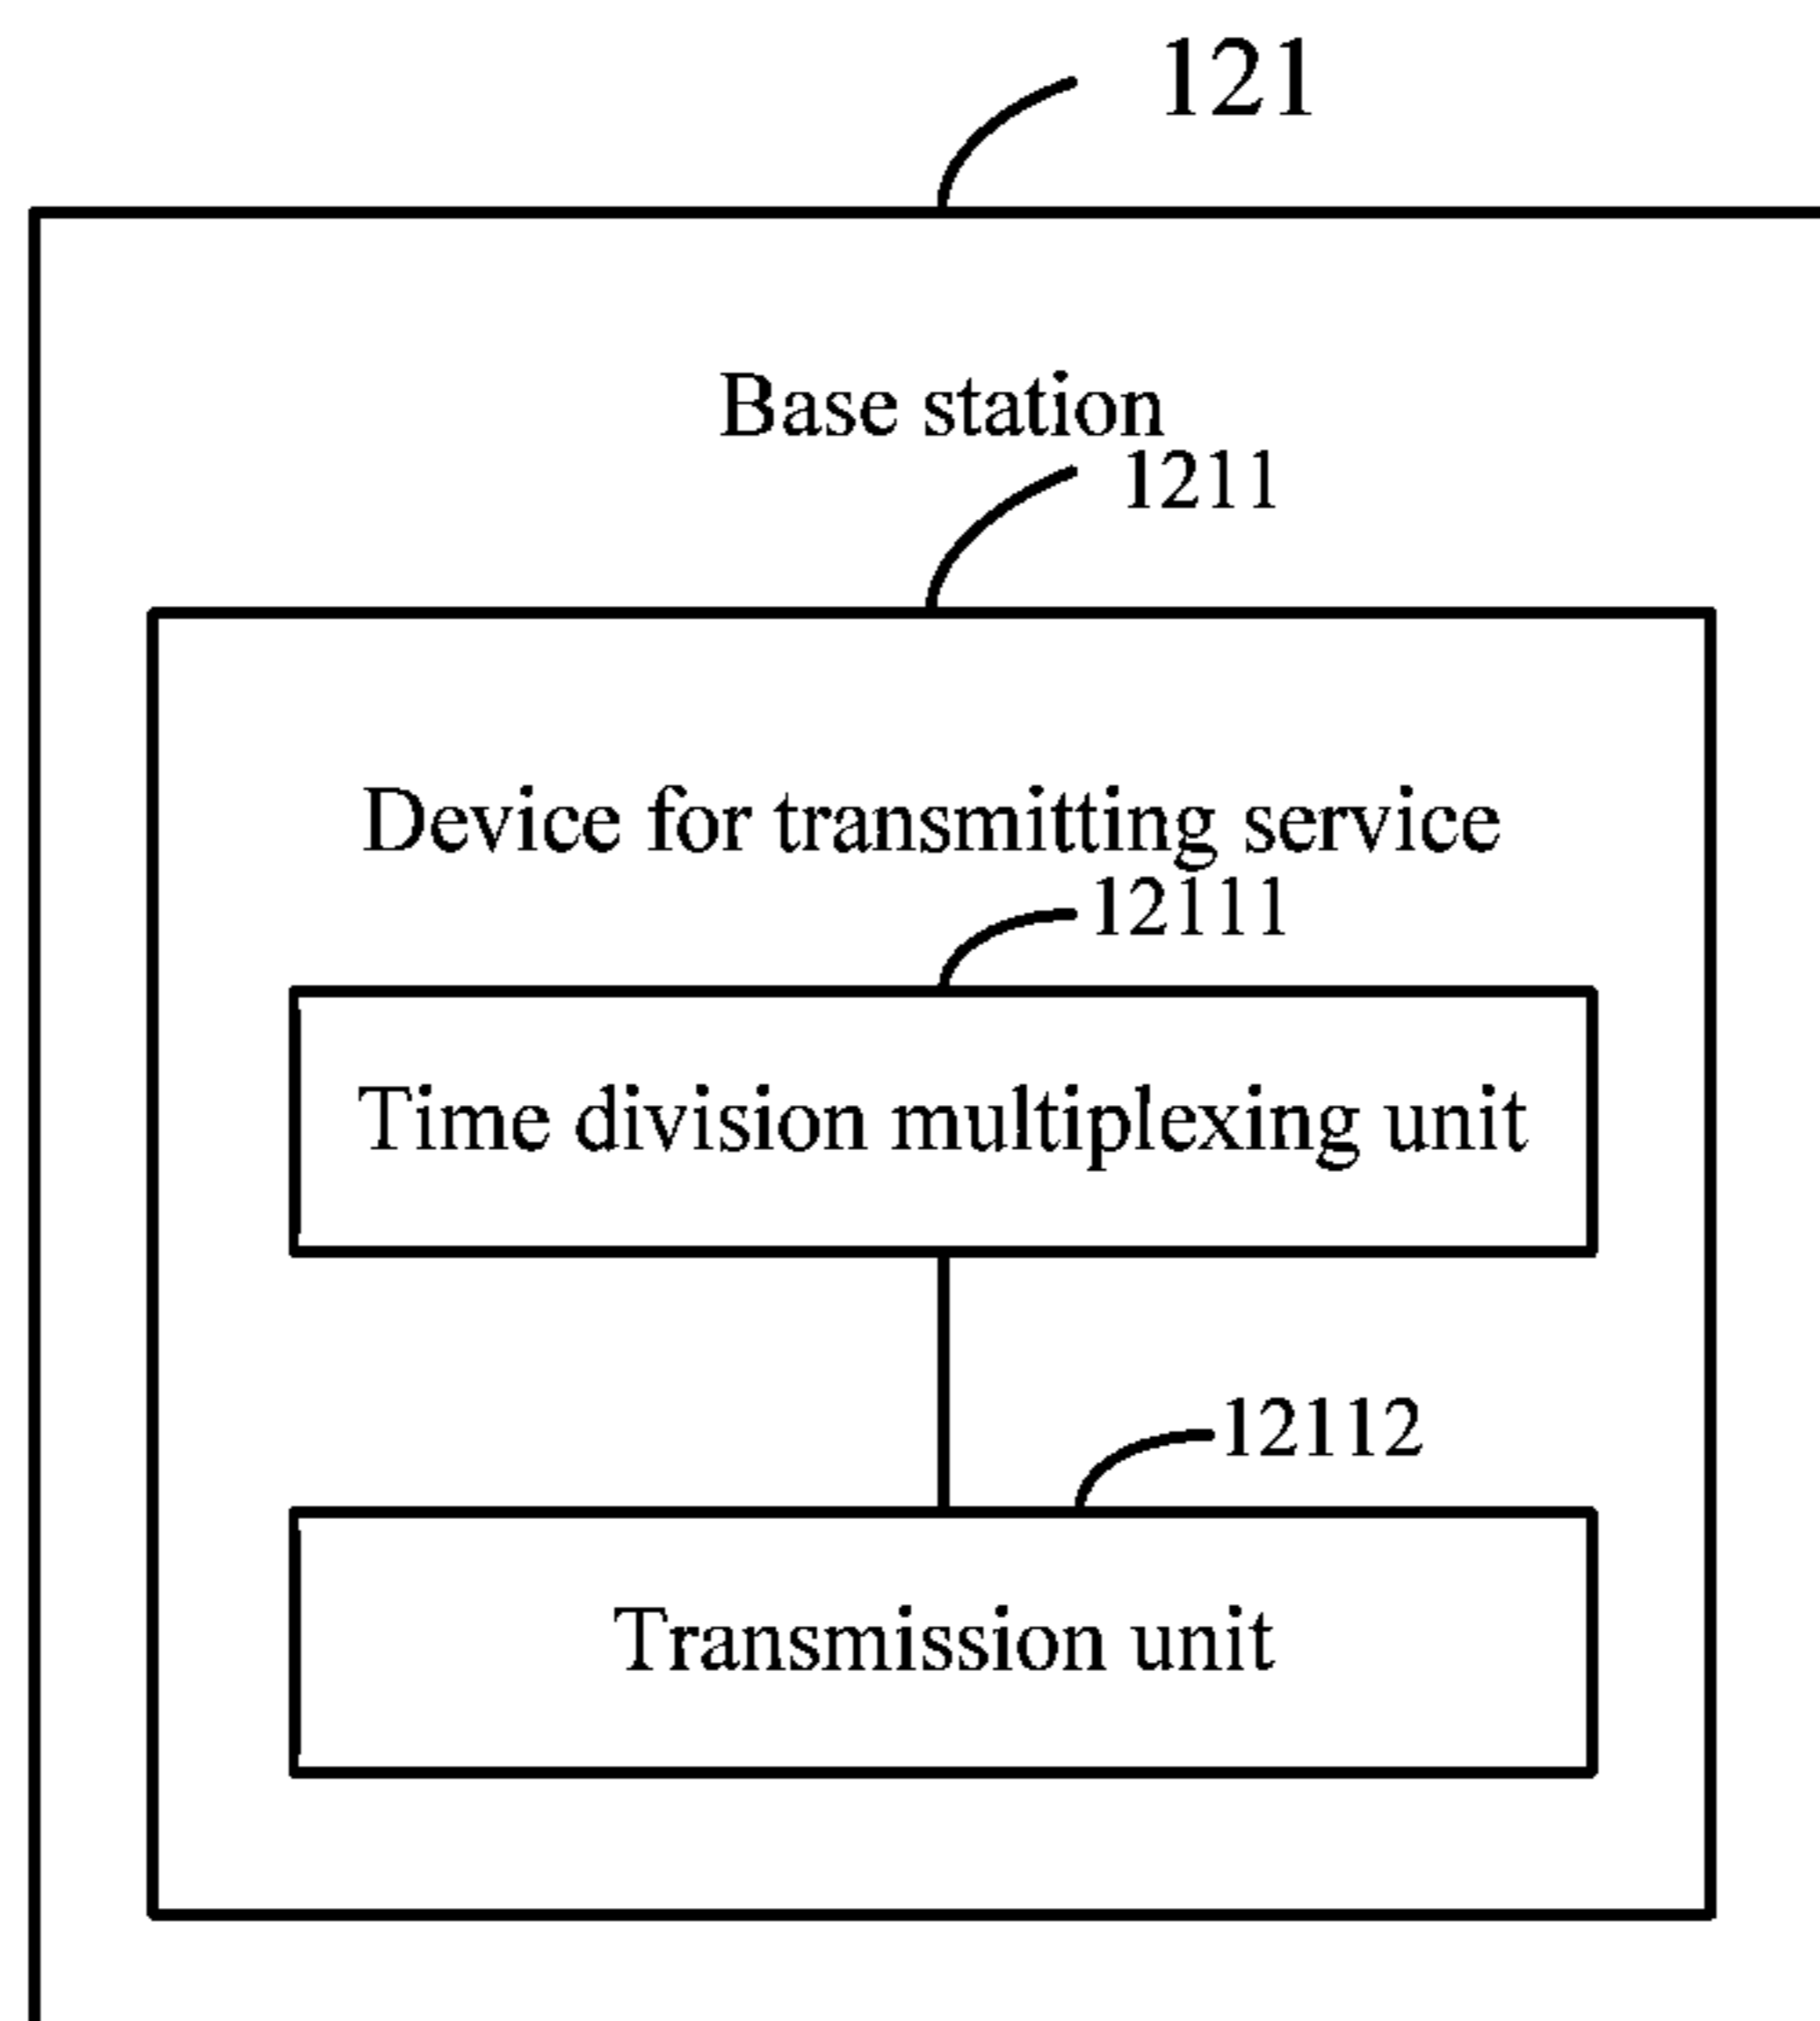 121
Base station
1211
Device for transmitting service
12111
Time division multiplexing unit
12112
Transmission unit